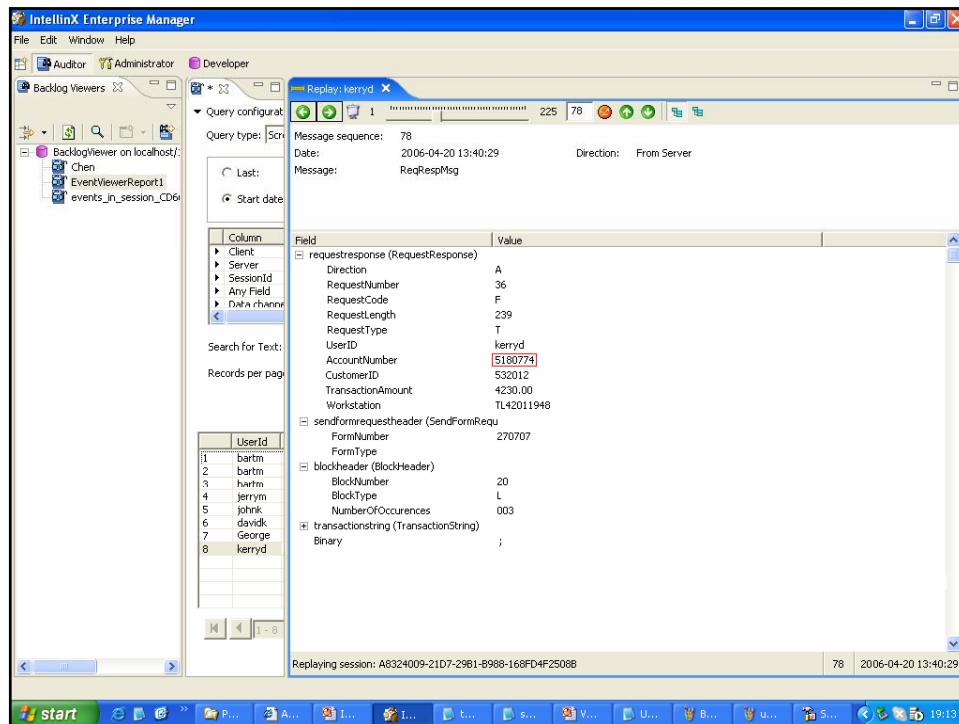 IntellinX Enterprise Manager
File Edit Window Help
Auditor Administrator Developer
Backlog Viewers
BacklogViewer on localhost/:
Chen
EventViewerReport1
events_in_session_CD6
*
Query configurat
Query type: Scr
Last:
Start date
Column
Client
Server
SessionId
Any Field
Data channe
Search for Text:
Records per pag
UserId
1 bartm
2 bartm
3 bartm
4 jerrym
5 johnk
6 davidk
7 George
8 kerryd
1 - 8
Replay: kerryd
1 225 78
Message sequence: 78
Date: 2006-04-20 13:40:29 Direction: From Server
Message: ReqRespMsg
Field Value
requestresponse (RequestResponse)
Direction A
RequestNumber 36
RequestCode F
RequestLength 239
RequestType T
UserID kerryd
AccountNumber 5180774
CustomerID 532012
TransactionAmount 4230.00
Workstation TL42011948
sendformrequestheader (SendFormRequ
FormNumber 270707
FormType
blockheader (BlockHeader)
BlockNumber 20
BlockType L
NumberOfOccurences 003
transactionstring (TransactionString)
Binary ;
Replaying session: A8324009-21D7-29B1-B988-168FD4F2508B 78 2006-04-20 13:40:29
start P... A... I... I... t... s... V... U... B... u... S... 19:13